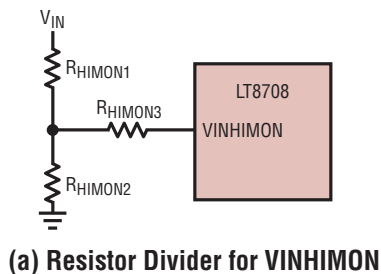 VIN
RHIMON1
RHIMON3
LT8708
VINHIMON
RHIMON2
(a) Resistor Divider for VINHIMON